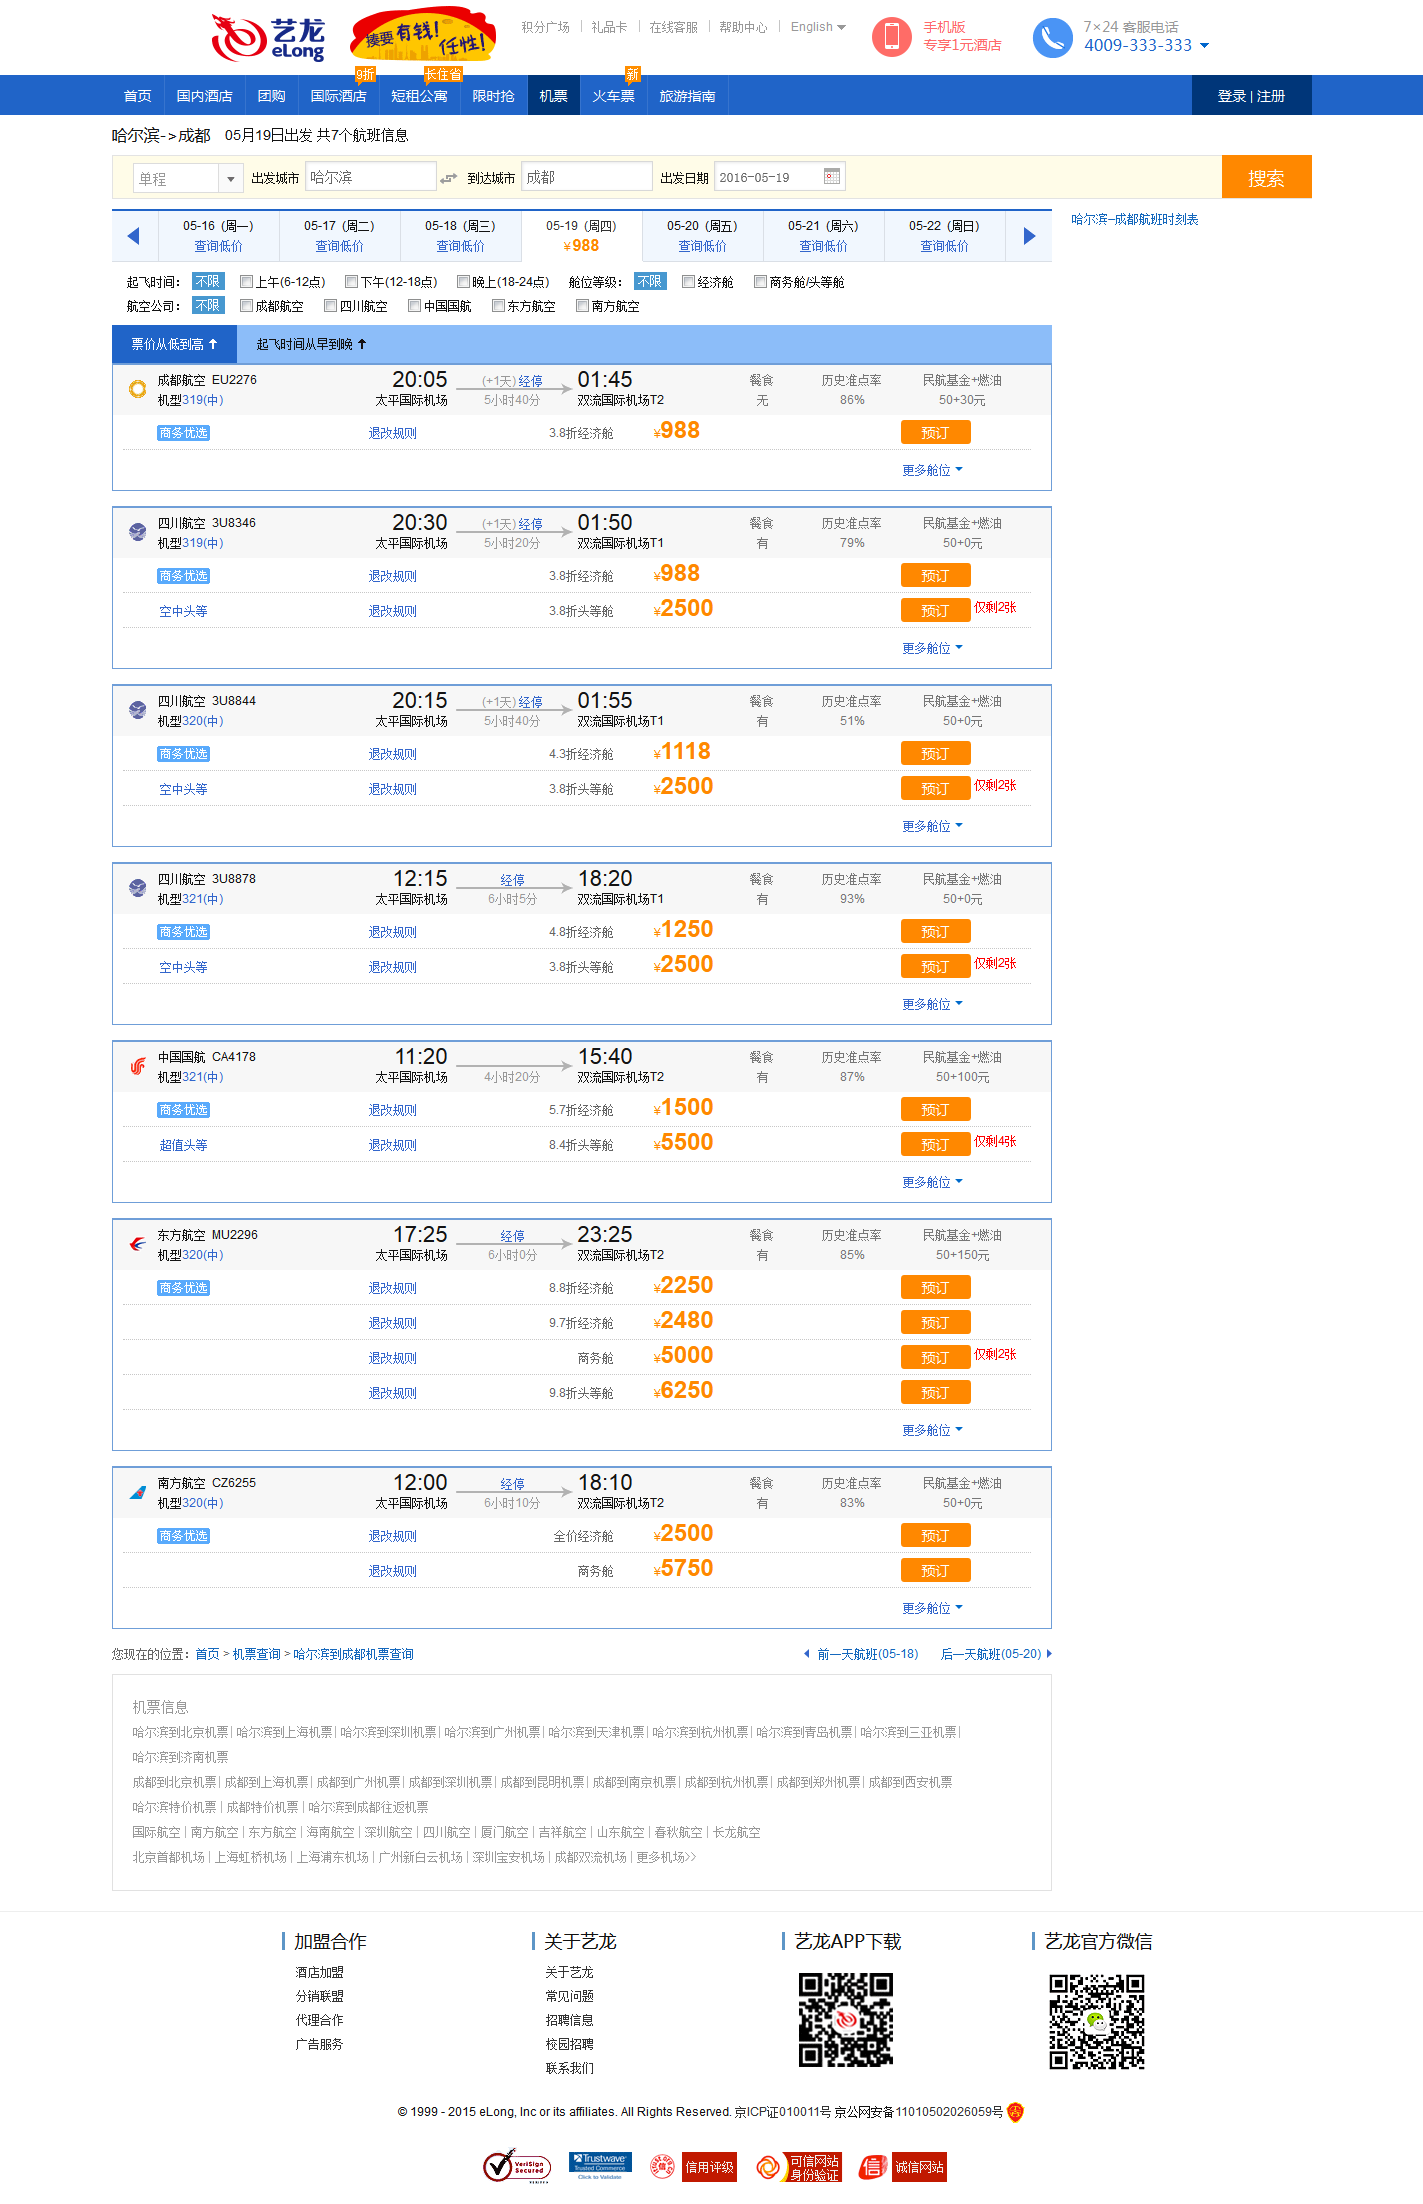 艺龙
eLong
揍要有钱! 任性!
积分广场 | 礼品卡 | 在线客服 | 帮助中心 | English
手机版
专享1元酒店
7×24 客服电话
4009-333-333
9折 长住省 新
首页 国内酒店 团购 国际酒店 短租公寓 限时抢 机票 火车票 旅游指南 登录 | 注册
哈尔滨->成都 05月19日出发 共7个航班信息
单程 出发城市 哈尔滨 到达城市 成都 出发日期 2016-05-19 搜索
05-16 (周一) 05-17 (周二) 05-18 (周三) 05-19 (周四) 05-20 (周五) 05-21 (周六) 05-22 (周日)
查询低价 查询低价 查询低价 ¥988 查询低价 查询低价 查询低价
哈尔滨-成都航班时刻表
起飞时间： 不限 上午(6-12点) 下午(12-18点) 晚上(18-24点) 舱位等级： 不限 经济舱 商务舱/头等舱
航空公司： 不限 成都航空 四川航空 中国国航 东方航空 南方航空
票价从低到高 起飞时间从早到晚
成都航空 EU2276 20:05 (+1天) 经停 01:45 餐食 历史准点率 民航基金+燃油
机型319(中) 太平国际机场 5小时40分 双流国际机场T2 无 86% 50+30元
商务优选 退改规则 3.8折经济舱 ¥988 预订
更多舱位
四川航空 3U8346 20:30 (+1天) 经停 01:50 餐食 历史准点率 民航基金+燃油
机型319(中) 太平国际机场 5小时20分 双流国际机场T1 有 79% 50+0元
商务优选 退改规则 3.8折经济舱 ¥988 预订
空中头等 退改规则 3.8折头等舱 ¥2500 预订 仅剩2张
更多舱位
四川航空 3U8844 20:15 (+1天) 经停 01:55 餐食 历史准点率 民航基金+燃油
机型320(中) 太平国际机场 5小时40分 双流国际机场T1 有 51% 50+0元
商务优选 退改规则 4.3折经济舱 ¥1118 预订
空中头等 退改规则 3.8折头等舱 ¥2500 预订 仅剩2张
更多舱位
四川航空 3U8878 12:15 经停 18:20 餐食 历史准点率 民航基金+燃油
机型321(中) 太平国际机场 6小时5分 双流国际机场T1 有 93% 50+0元
商务优选 退改规则 4.8折经济舱 ¥1250 预订
空中头等 退改规则 3.8折头等舱 ¥2500 预订 仅剩2张
更多舱位
中国国航 CA4178 11:20 15:40 餐食 历史准点率 民航基金+燃油
机型321(中) 太平国际机场 4小时20分 双流国际机场T2 有 87% 50+100元
商务优选 退改规则 5.7折经济舱 ¥1500 预订
超值头等 退改规则 8.4折头等舱 ¥5500 预订 仅剩4张
更多舱位
东方航空 MU2296 17:25 经停 23:25 餐食 历史准点率 民航基金+燃油
机型320(中) 太平国际机场 6小时0分 双流国际机场T2 有 85% 50+150元
商务优选 退改规则 8.8折经济舱 ¥2250 预订
退改规则 9.7折经济舱 ¥2480 预订
退改规则 商务舱 ¥5000 预订 仅剩2张
退改规则 9.8折头等舱 ¥6250 预订
更多舱位
南方航空 CZ6255 12:00 经停 18:10 餐食 历史准点率 民航基金+燃油
机型320(中) 太平国际机场 6小时10分 双流国际机场T2 有 83% 50+0元
商务优选 退改规则 全价经济舱 ¥2500 预订
退改规则 商务舱 ¥5750 预订
更多舱位
您现在的位置：首页 > 机票查询 > 哈尔滨到成都机票查询 前一天航班(05-18) 后一天航班(05-20)
机票信息
哈尔滨到北京机票| 哈尔滨到上海机票| 哈尔滨到深圳机票| 哈尔滨到广州机票| 哈尔滨到天津机票| 哈尔滨到杭州机票| 哈尔滨到青岛机票| 哈尔滨到三亚机票|
哈尔滨到济南机票
成都到北京机票| 成都到上海机票| 成都到广州机票| 成都到深圳机票| 成都到昆明机票| 成都到南京机票| 成都到杭州机票| 成都到郑州机票| 成都到西安机票
哈尔滨特价机票 | 成都特价机票 | 哈尔滨到成都往返机票
国际航空 | 南方航空 | 东方航空 | 海南航空 | 深圳航空 | 四川航空 | 厦门航空 | 吉祥航空 | 山东航空 | 春秋航空 | 长龙航空
北京首都机场 | 上海虹桥机场 | 上海浦东机场 | 广州新白云机场 | 深圳宝安机场 | 成都双流机场 | 更多机场>>
加盟合作 关于艺龙 艺龙APP下载 艺龙官方微信
酒店加盟 关于艺龙
分销联盟 常见问题
代理合作 招聘信息
广告服务 校园招聘
联系我们
© 1999 - 2015 eLong, Inc or its affiliates. All Rights Reserved. 京ICP证010011号 京公网安备11010502026059号
VeriSign Secured VERIFY
Trustwave Trusted Commerce Click to Validate
信用评级
可信网站 身份验证
信 诚信网站